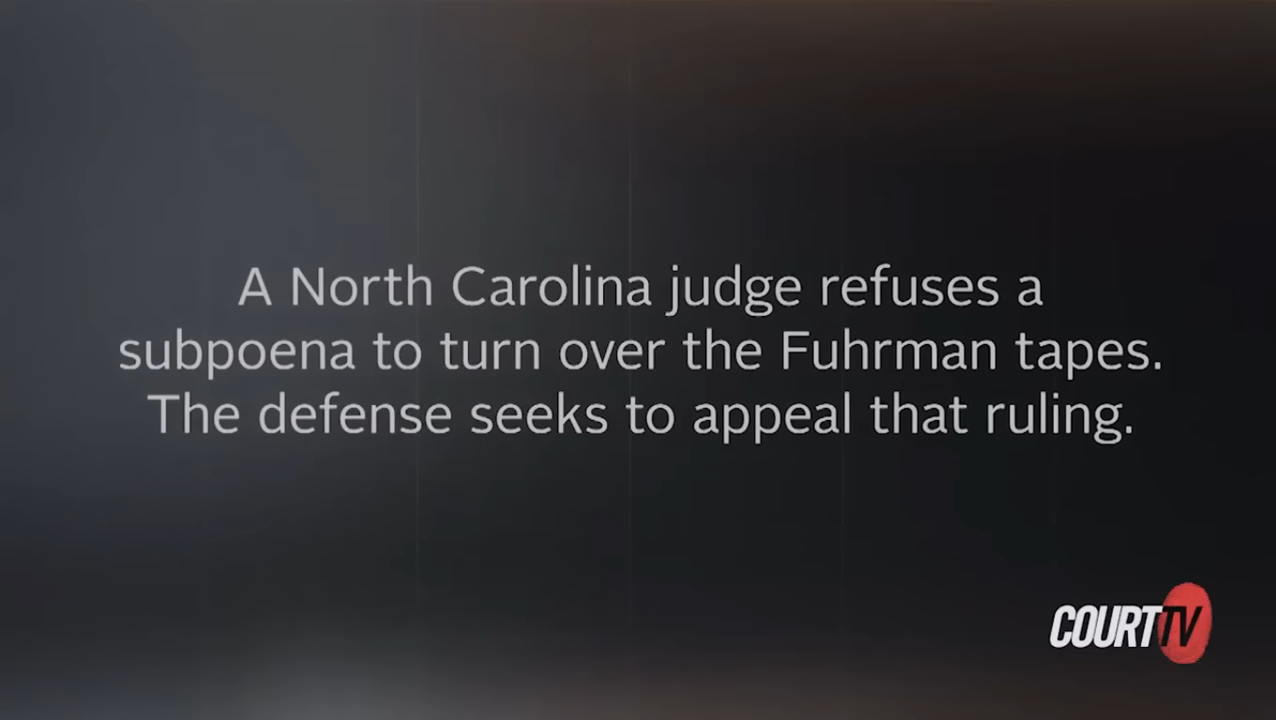 A North Carolina judge refuses a
subpoena to turn over the Fuhrman tapes.
The defense seeks to appeal that ruling.
COURT TV